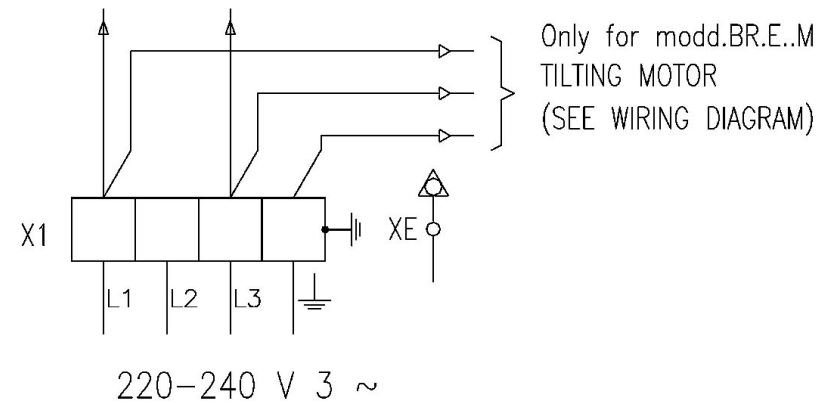 Only for modd.BR.E..M
TILTING MOTOR
(SEE WIRING DIAGRAM)
X1
XE
L1
L2
L3
220-240 V 3 ~